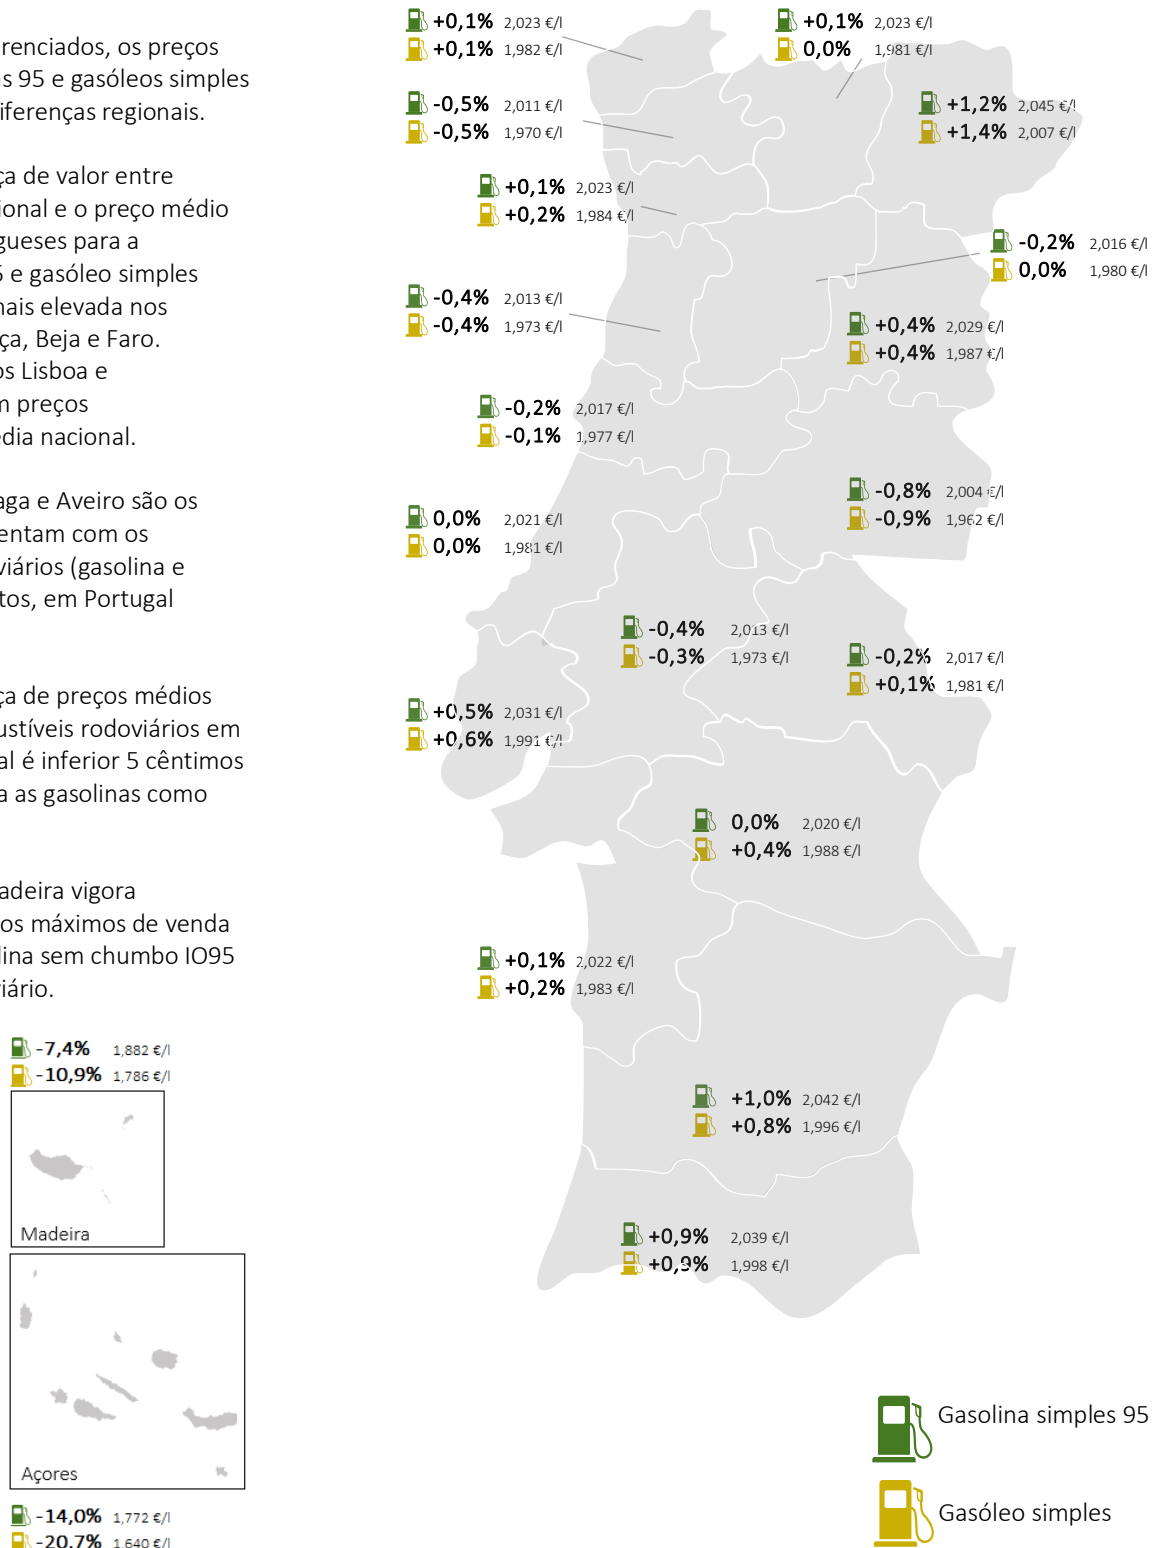 erenciados, os preços
as 95 e gasóleos simples
diferenças regionais.
ça de valor entre
ional e o preço médio
gueses para a
5 e gasóleo simples
mais elevada nos
ça, Beja e Faro.
os Lisboa e
m preços
édia nacional.
aga e Aveiro são os
sentam com os
viários (gasolina e
tos, em Portugal
ça de preços médios
bustíveis rodoviários em
al é inferior 5 cêntimos
a as gasolinas como
adeira vigora
ços máximos de venda
olina sem chumbo IO95
viário.
-7,4% 1,882 €/l
-10,9% 1,786 €/l
Madeira
Açores
-14,0% 1,772 €/l
-20,7% 1,640 €/l
+0,1% 2,023 €/l
+0,1% 1,982 €/l
+0,1% 2,023 €/l
0,0% 1,981 €/l
-0,5% 2,011 €/l
-0,5% 1,970 €/l
+1,2% 2,045 €/l
+1,4% 2,007 €/l
+0,1% 2,023 €/l
+0,2% 1,984 €/l
-0,2% 2,016 €/l
0,0% 1,980 €/l
-0,4% 2,013 €/l
-0,4% 1,973 €/l
+0,4% 2,029 €/l
+0,4% 1,987 €/l
-0,2% 2,017 €/l
-0,1% 1,977 €/l
-0,8% 2,004 €/l
-0,9% 1,962 €/l
0,0% 2,021 €/l
0,0% 1,981 €/l
-0,4% 2,013 €/l
-0,3% 1,973 €/l
-0,2% 2,017 €/l
+0,1% 1,981 €/l
+0,5% 2,031 €/l
+0,6% 1,991 €/l
0,0% 2,020 €/l
+0,4% 1,988 €/l
+0,1% 2,022 €/l
+0,2% 1,983 €/l
+1,0% 2,042 €/l
+0,8% 1,996 €/l
+0,9% 2,039 €/l
+0,9% 1,998 €/l
Gasolina simples 95
Gasóleo simples